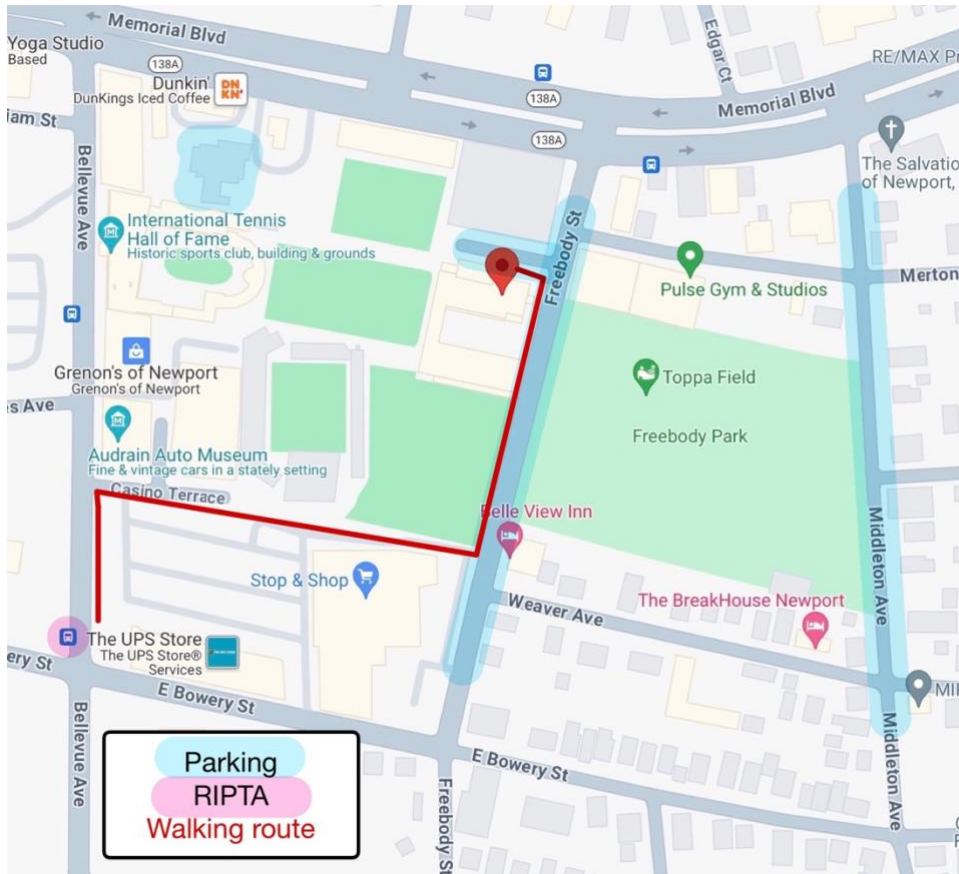 Memorial Blvd
Yoga Studio
Based
138A
Dunkin'
DunKings Iced Coffee
DN
KN'
138A
138A
Edgar Ct
RE/MAX Pr
Memorial Blvd
iam St
Bellevue Ave
The Salvatio
of Newport,
International Tennis
Hall of Fame
Historic sports club, building & grounds
Freebody St
Merton
Pulse Gym & Studios
Grenon's of Newport
Grenon's of Newport
s Ave
Toppa Field
Freebody Park
Audrain Auto Museum
Fine & vintage cars in a stately setting
Casino Terrace
Belle View Inn
Middleton Ave
Stop & Shop
Weaver Ave
The BreakHouse Newport
The UPS Store
The UPS Store®
Services
ery St
E Bowery St
MIF
Bellevue Ave
Middleton Ave
E Bowery St
Freebody St
Parking
RIPTA
Walking route